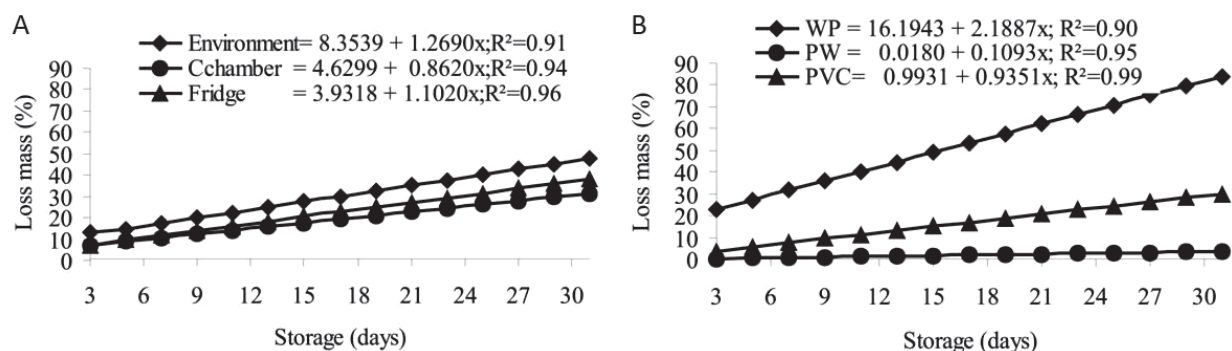 A
Environment= 8.3539 + 1.2690x;R²=0.91
Cchamber = 4.6299 + 0.8620x;R²=0.94
Fridge = 3.9318 + 1.1020x;R²=0.96
90
80
70
60
50
40
30
20
10
0
Loss mass (%)
3 6 9 12 15 18 21 24 27 30
Storage (days)
B
WP = 16.1943 + 2.1887x; R²=0.90
PW = 0.0180 + 0.1093x; R²=0.95
PVC= 0.9931 + 0.9351x; R²=0.99
90
80
70
60
50
40
30
20
10
0
Loss mass (%)
3 6 9 12 15 18 21 24 27 30
Storage (days)